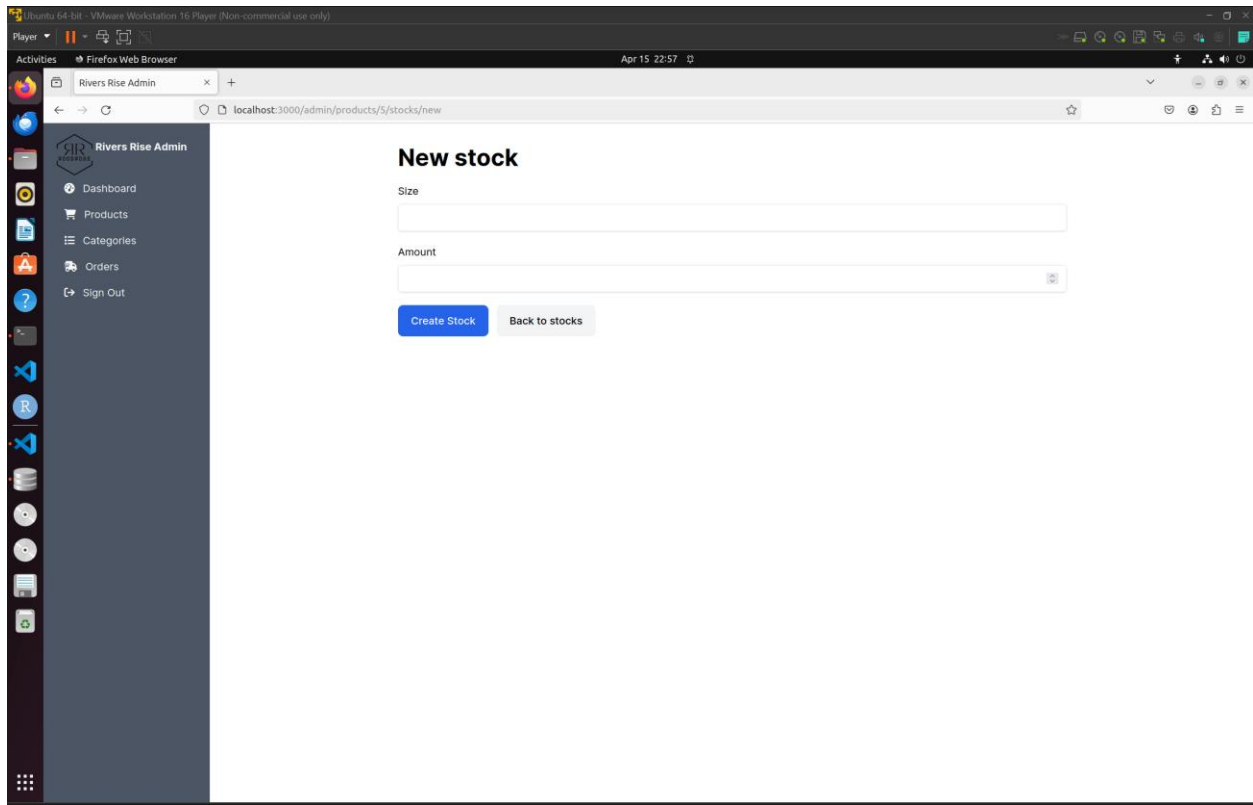 Ubuntu 64-bit - VMware Workstation 16 Player (Non-commercial use only)
Player
Activities Firefox Web Browser Apr 15 22:57
Rivers Rise Admin
localhost:3000/admin/products/5/stocks/new
RR Rivers Rise Admin
Dashboard
Products
Categories
Orders
Sign Out
New stock
Size
Amount
Create Stock Back to stocks